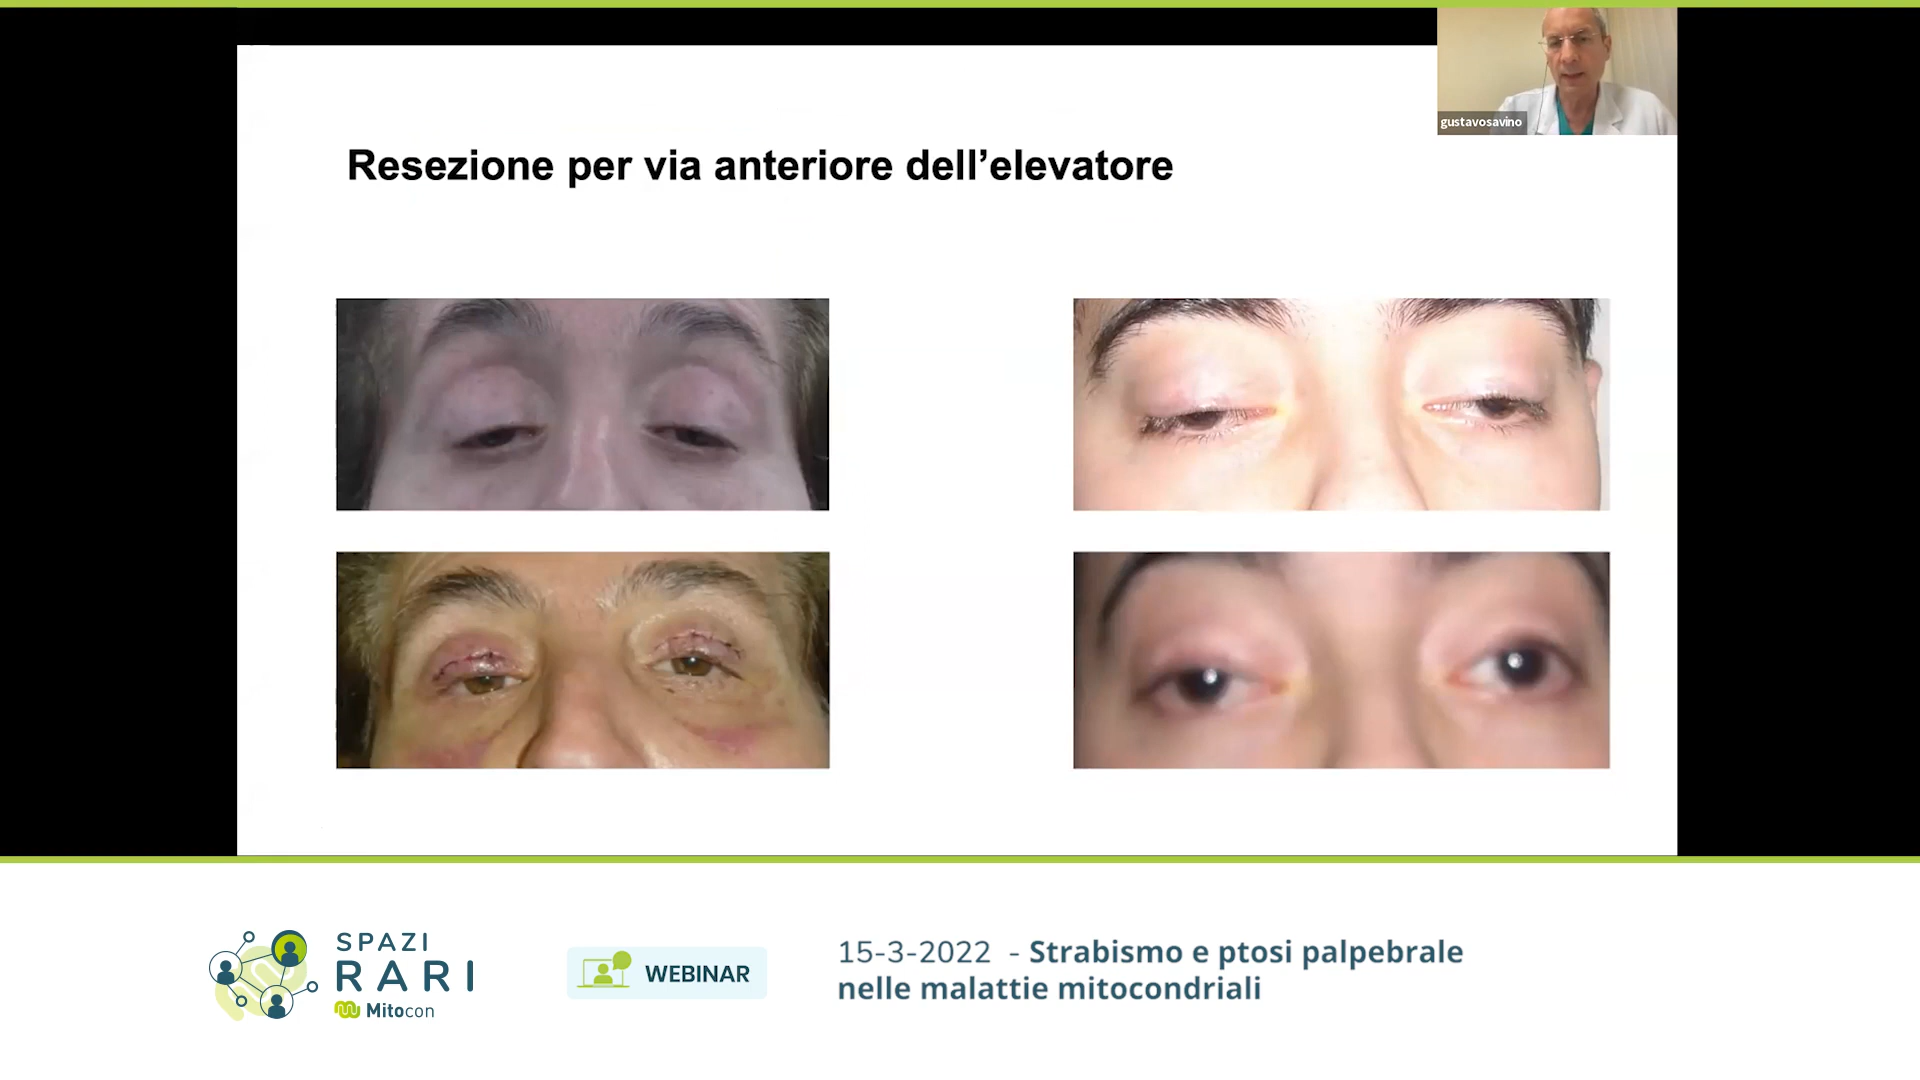 gustavosavino
Resezione per via anteriore dell’elevatore
SPAZI
RARI
Mitocon
WEBINAR
15-3-2022 - Strabismo e ptosi palpebrale
nelle malattie mitocondriali